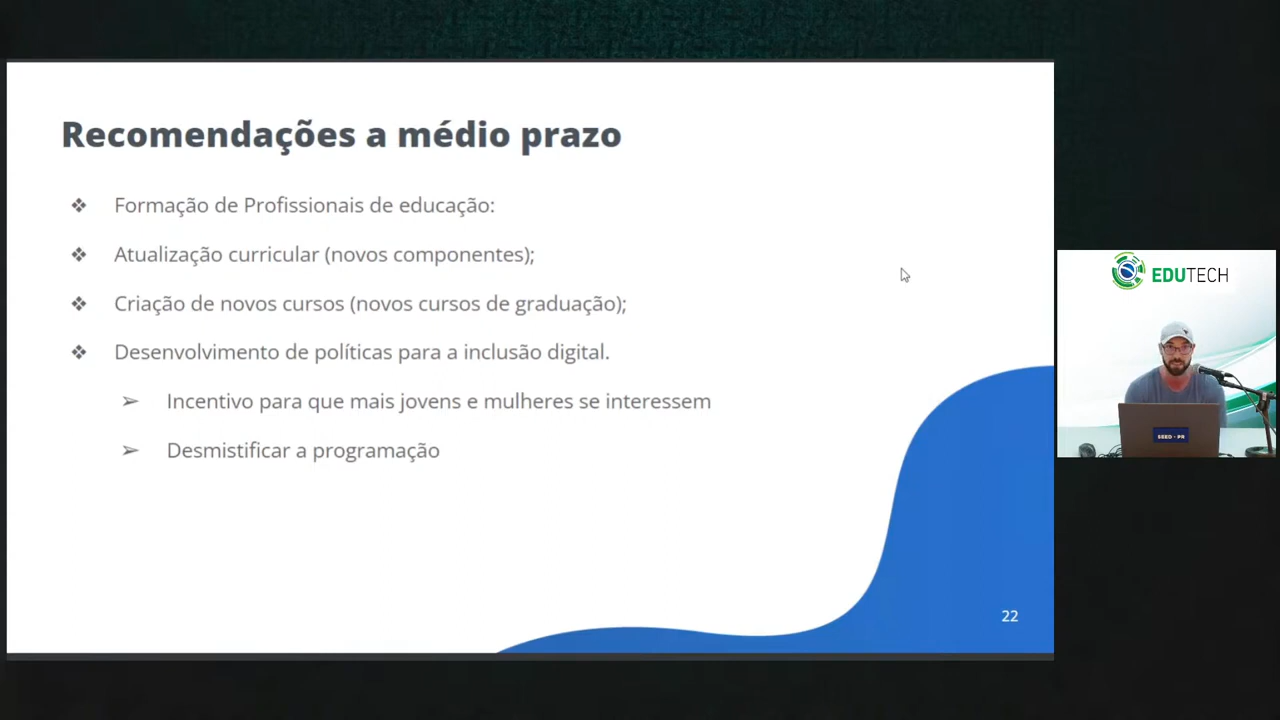 Recomendações a médio prazo
❖ Formação de Profissionais de educação:
❖ Atualização curricular (novos componentes);
❖ Criação de novos cursos (novos cursos de graduação);
❖ Desenvolvimento de políticas para a inclusão digital.
➢ Incentivo para que mais jovens e mulheres se interessem
➢ Desmistificar a programação
22
EDUTECH
SEED - PR